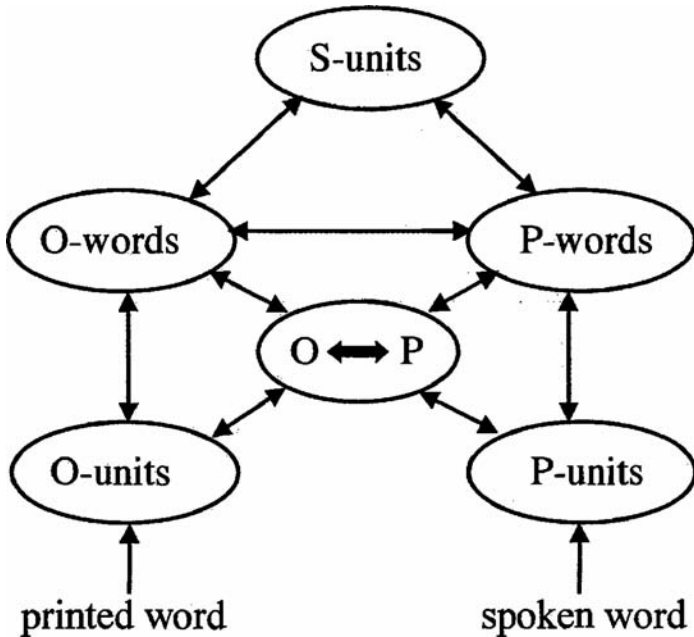 S-units
O-words
P-words
O P
O-units
P-units
printed word
spoken word